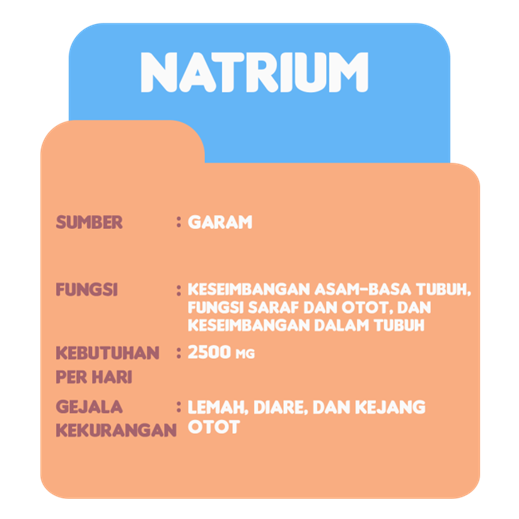 NATRIUM
SUMBER : GARAM
FUNGSI : KESEIMBANGAN ASAM-BASA TUBUH,
FUNGSI SARAF DAN OTOT, DAN
KESEIMBANGAN DALAM TUBUH
KEBUTUHAN : 2500 MG
PER HARI
GEJALA : LEMAH, DIARE, DAN KEJANG
KEKURANGAN OTOT